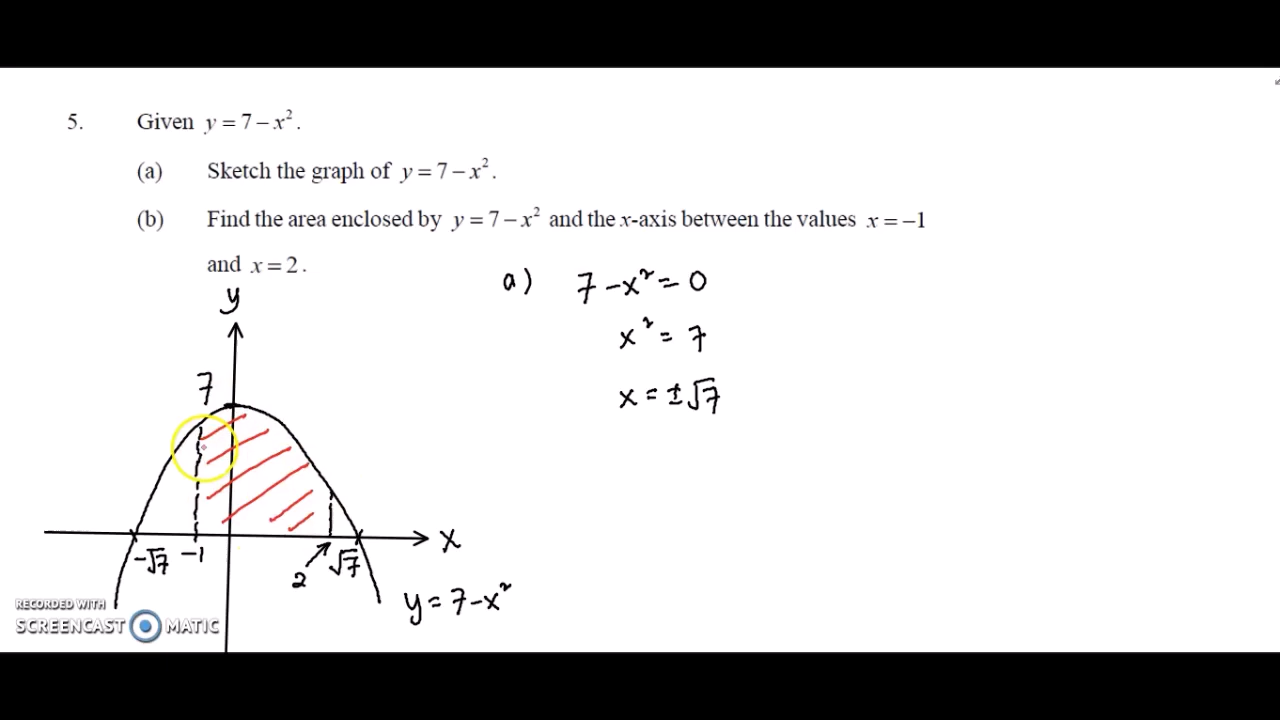 5. Given y = 7 − x².
(a) Sketch the graph of y = 7 − x².
(b) Find the area enclosed by y = 7 − x² and the x-axis between the values x = −1
and x = 2.
a) 7 − x² = 0
x² = 7
x = ±√7
y
7
x
−√7 −1 2 √7
y = 7 − x²
RECORDED WITH
SCREENCAST MATIC